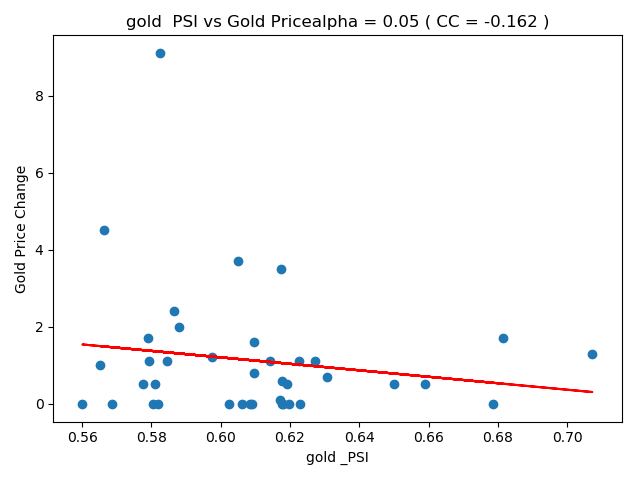 gold  PSI vs Gold Pricealpha = 0.05 ( CC = -0.162 )
Gold Price Change
8
6
4
2
0
0.56 0.58 0.60 0.62 0.64 0.66 0.68 0.70
gold _PSI